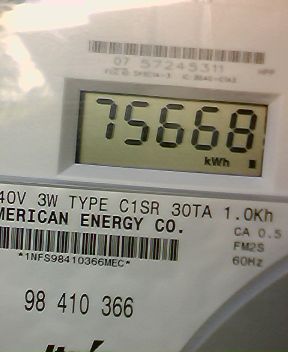 07 57245311
75668
kWh
40V 3W TYPE C1SR 30TA 1.0Kh
MERICAN ENERGY CO.
CA 0.5
FM2S
60Hz
*1NFS98410366MEC*
98 410 366